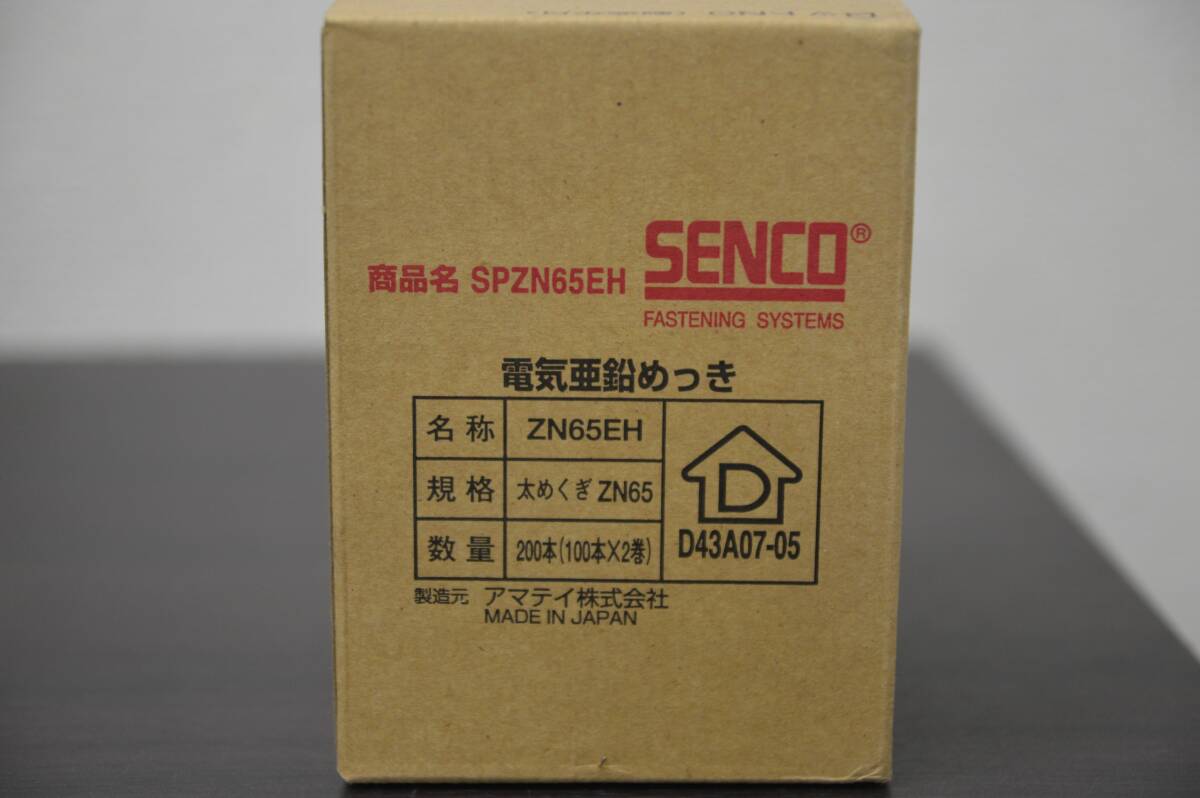 商品名 SPZN65EH
SENCO®
FASTENING SYSTEMS
電気亜鉛めっき
名称 ZN65EH
規格 太めくぎ ZN65
数量 200本(100本×2巻)
D
D43A07-05
製造元 アマテイ株式会社
MADE IN JAPAN